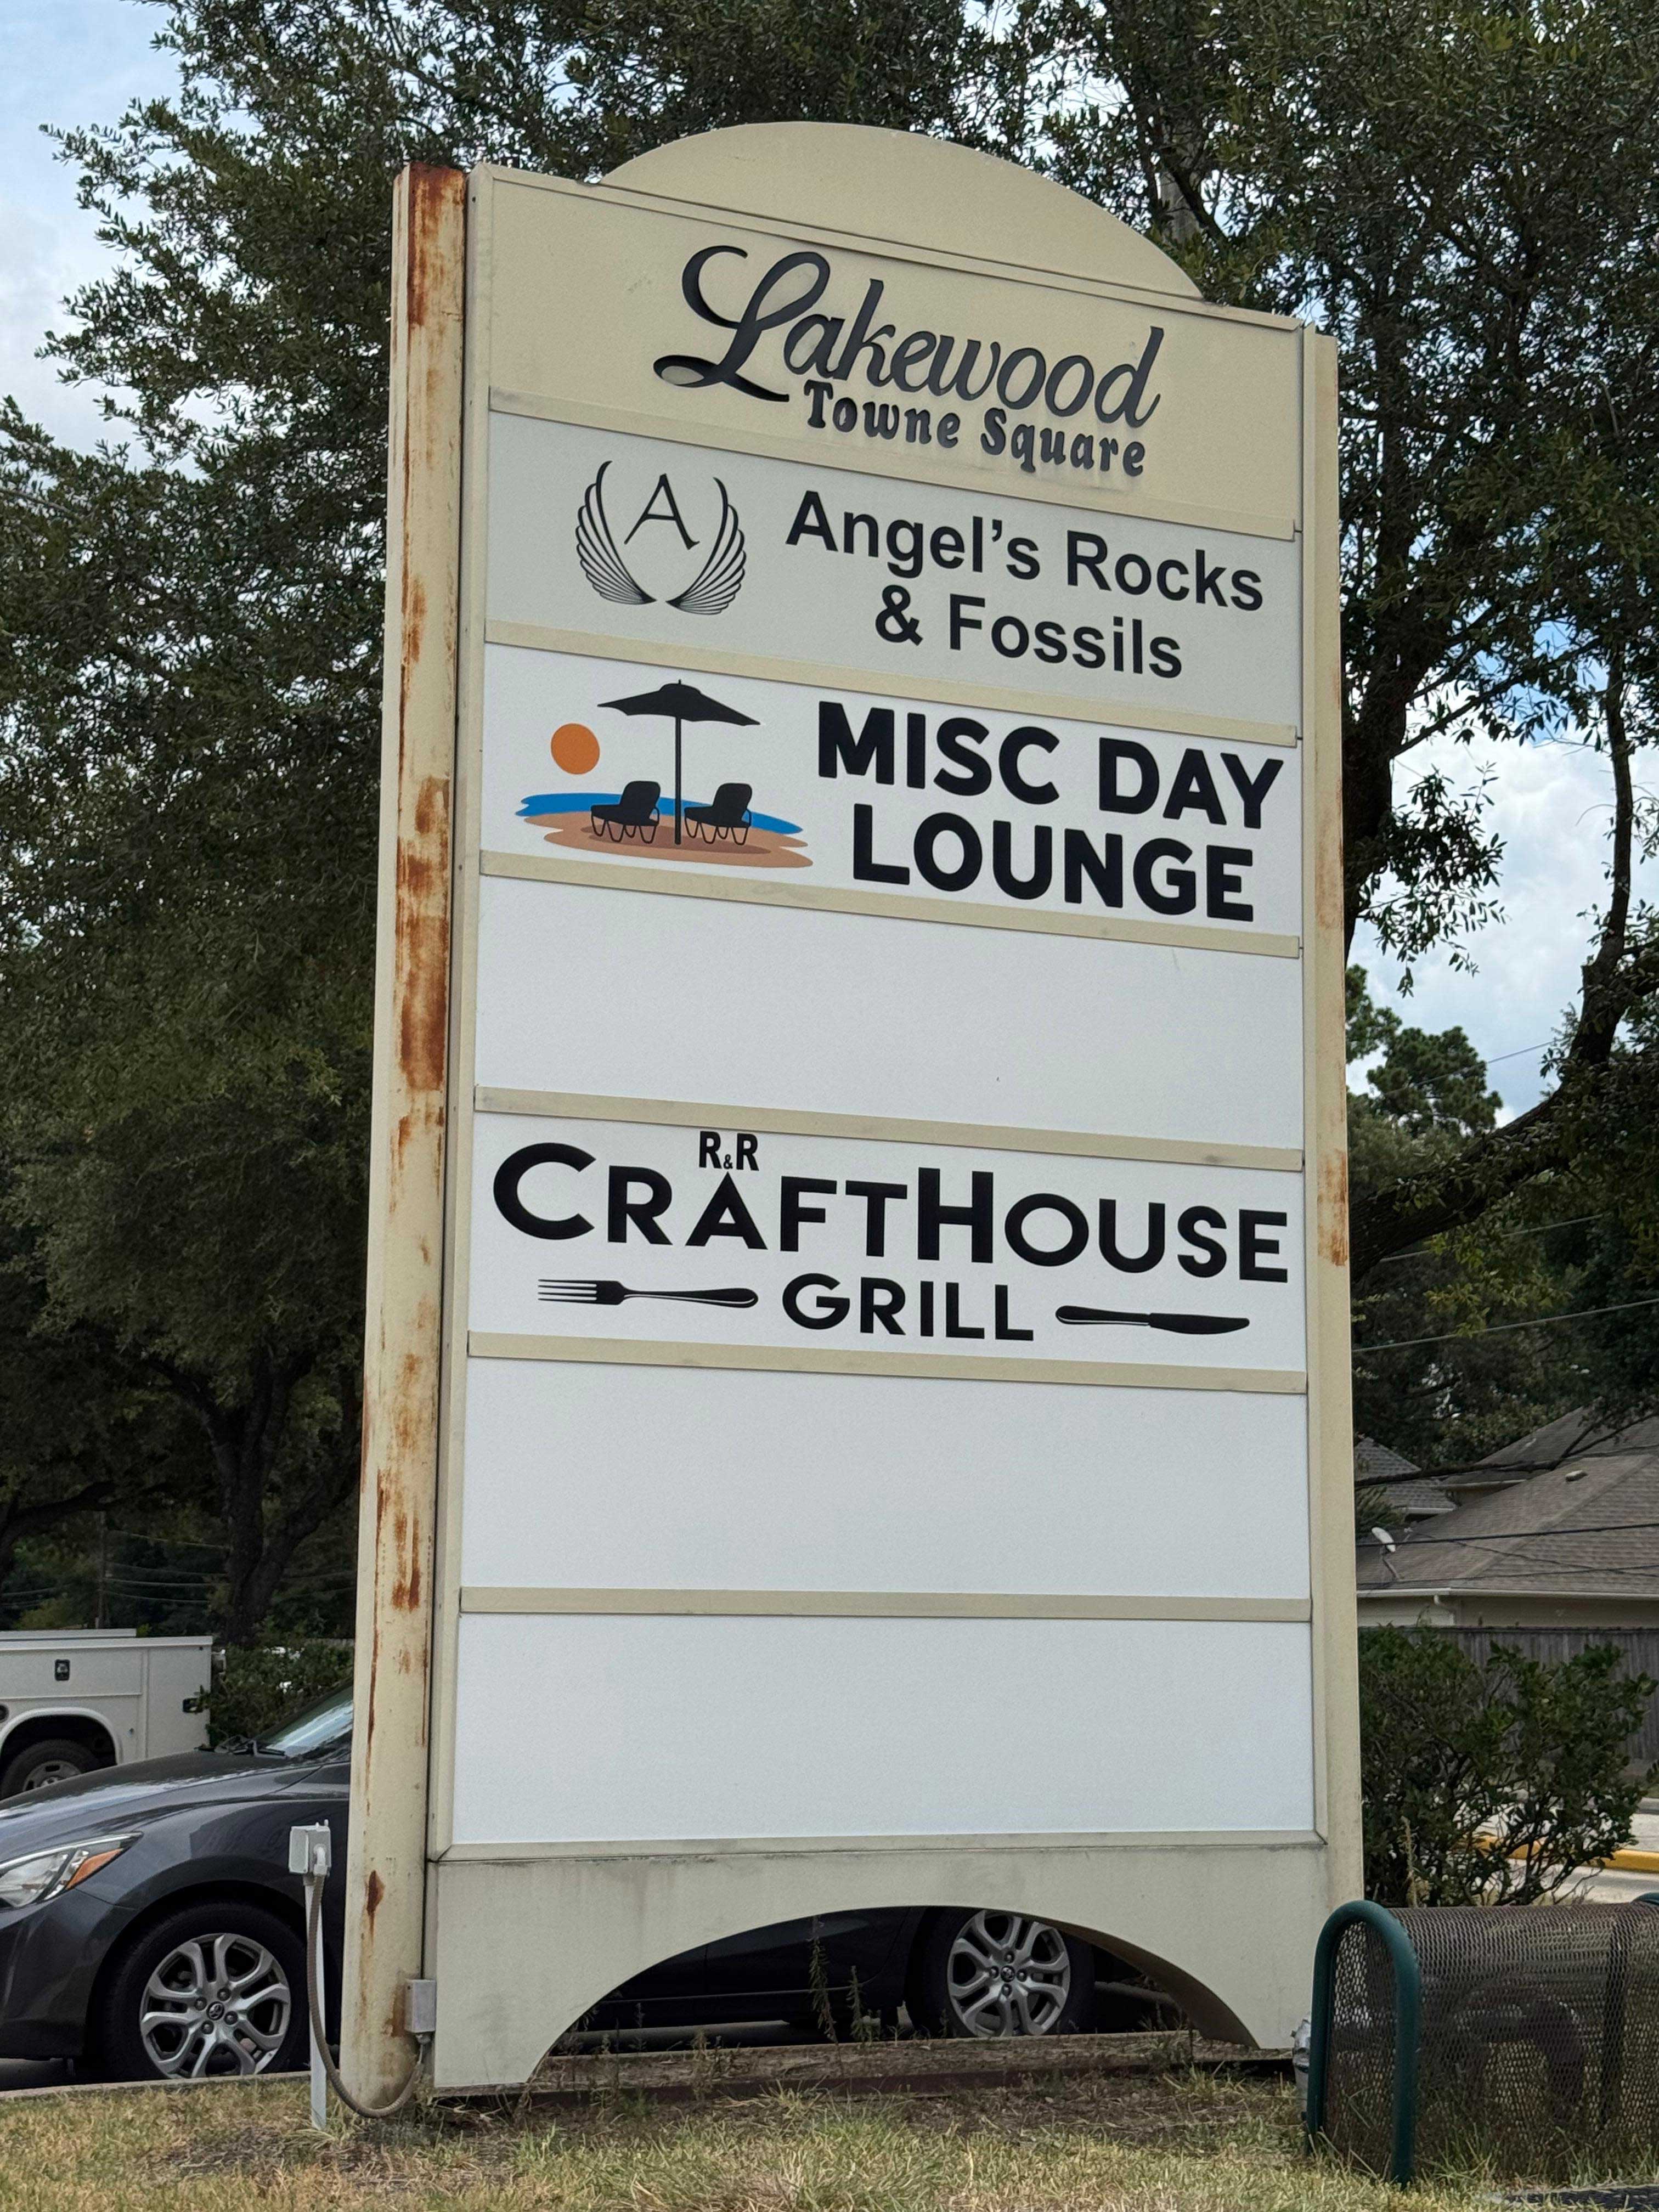 Lakewood
Towne Square
A
Angel's Rocks
& Fossils
MISC DAY
LOUNGE
R&R
CRAFTHOUSE
GRILL